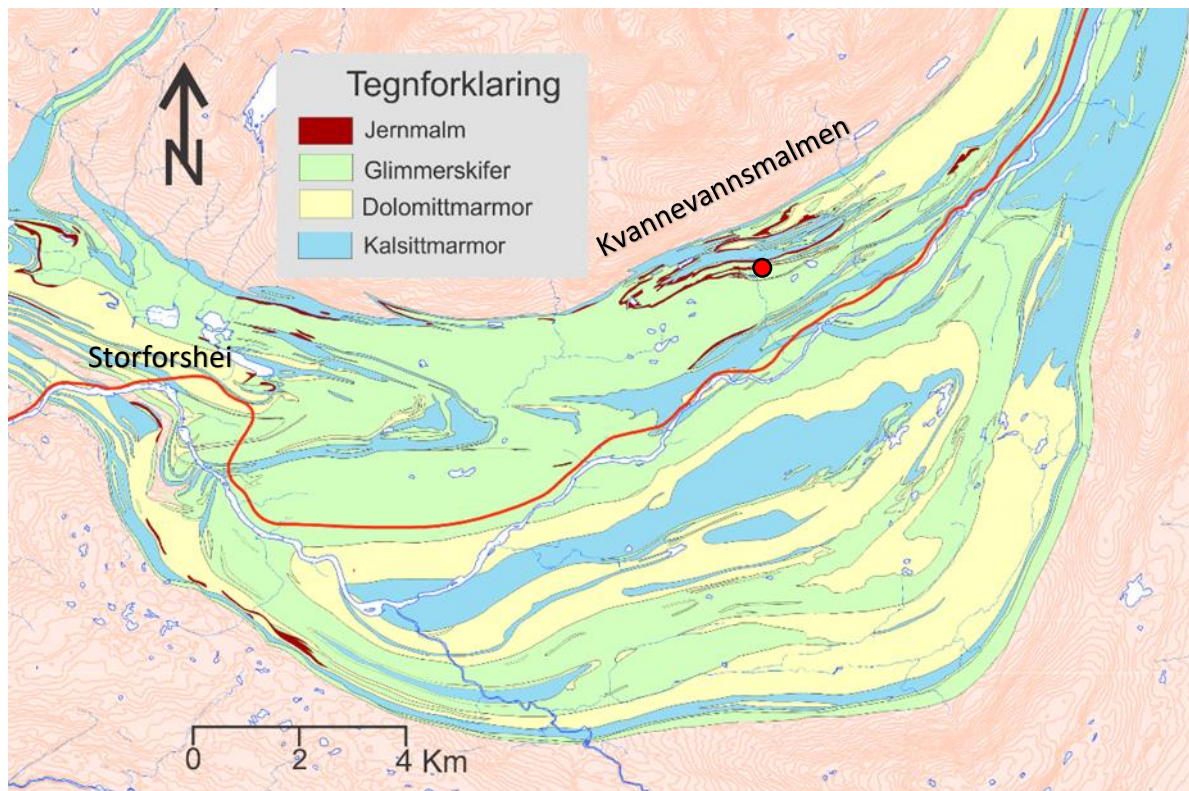 Tegnforklaring
Jernmalm
Glimmerskifer
Dolomittmarmor
Kalsittmarmor
N
Kvannevannsmalmen
Storforshei
0 2 4 Km